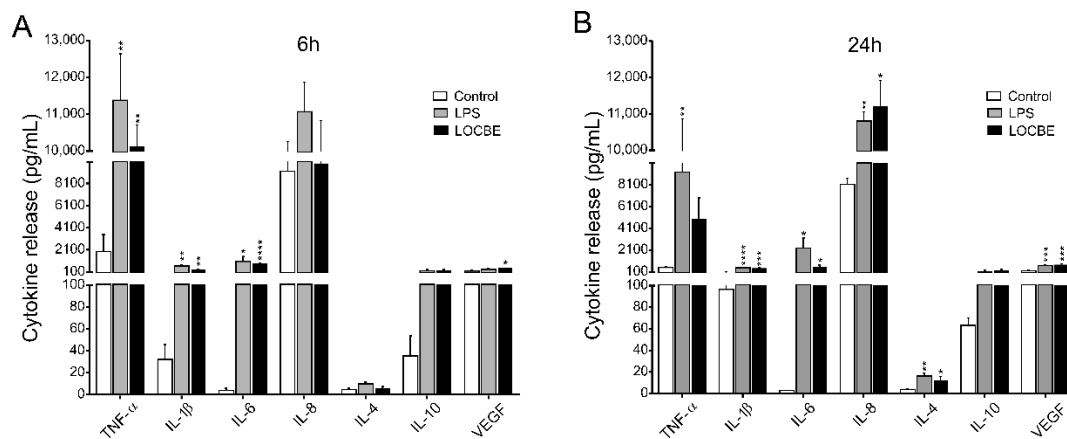 A
6h
Cytokine release (pg/mL)
13,000
12,000
11,000
10,000
8100
6100
4100
2100
100
100
80
60
40
20
0
** **
** **
* ****
*
Control
LPS
LOCBE
TNF-α IL-1β IL-6 IL-8 IL-4 IL-10 VEGF
B
24h
Cytokine release (pg/mL)
13,000
12,000
11,000
10,000
8100
6100
4100
2100
100
100
80
60
40
20
0
**
**** ***
* *
** *
** *
*** ***
Control
LPS
LOCBE
TNF-α IL-1β IL-6 IL-8 IL-4 IL-10 VEGF